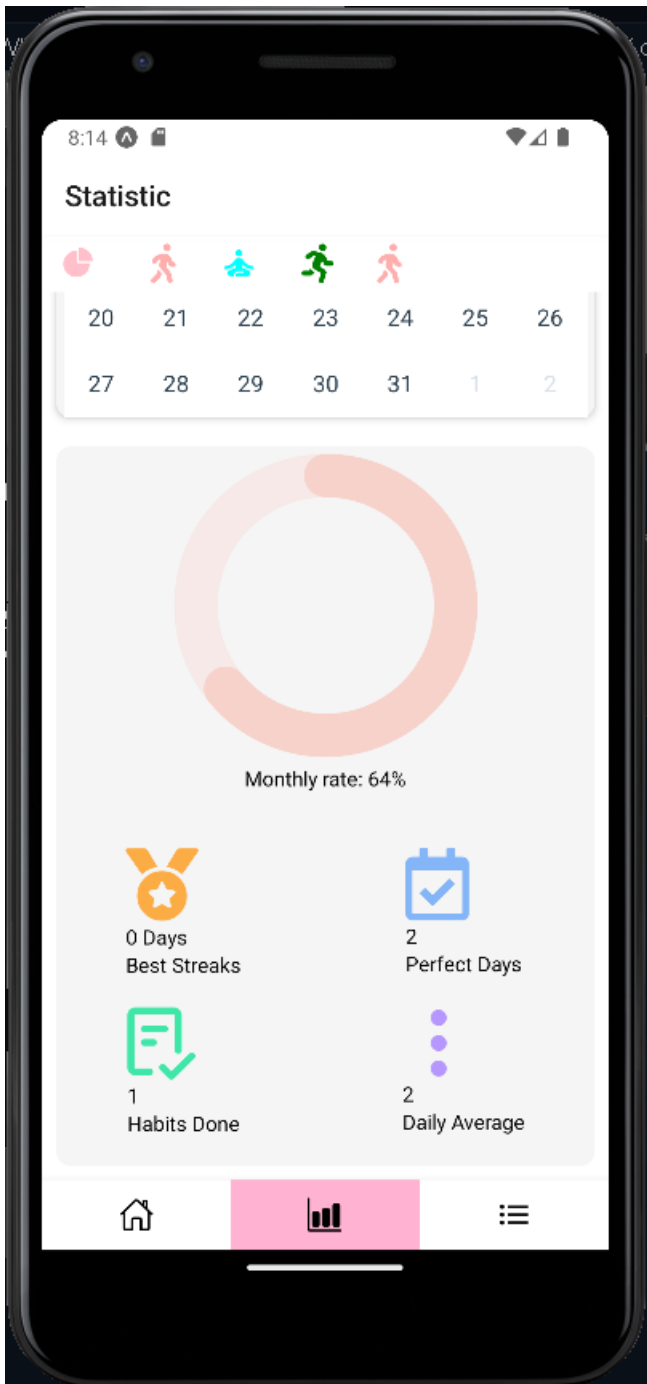 8:14
Statistic
20 21 22 23 24 25 26
27 28 29 30 31 1 2
Monthly rate: 64%
0 Days
Best Streaks
2
Perfect Days
1
Habits Done
2
Daily Average